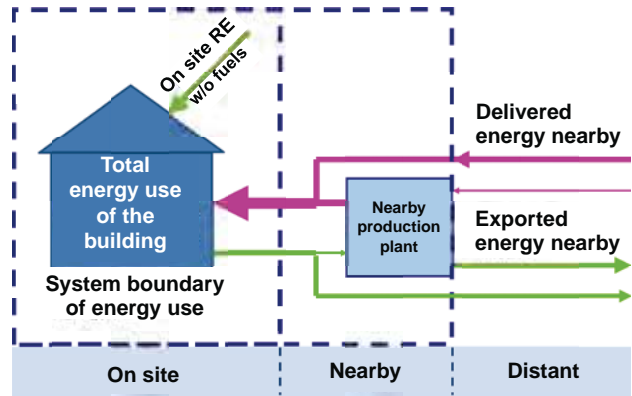 On site RE
w/o fuels
Total
energy use
of the
building
System boundary
of energy use
Nearby
production
plant
Delivered
energy nearby
Exported
energy nearby
On site
Nearby
Distant